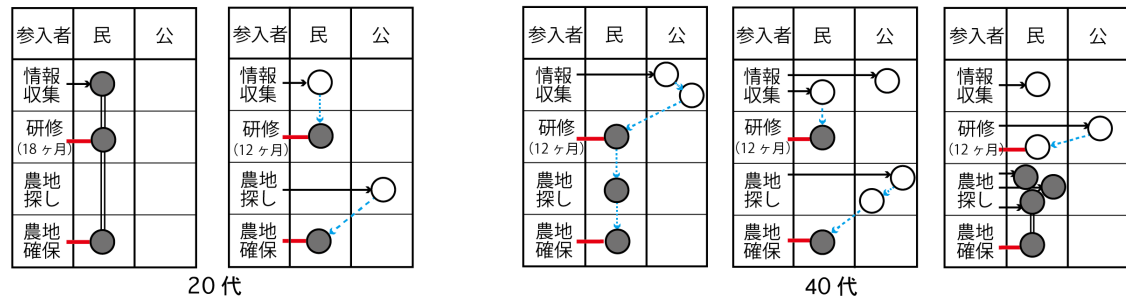 参入者 民 公
情報
収集
研修
(18ヶ月)
農地
探し
農地
確保
参入者 民 公
情報
収集
研修
(12ヶ月)
農地
探し
農地
確保
20代
参入者 民 公
情報
収集
研修
(12ヶ月)
農地
探し
農地
確保
参入者 民 公
情報
収集
研修
(12ヶ月)
農地
探し
農地
確保
参入者 民 公
情報
収集
研修
(12ヶ月)
農地
探し
農地
確保
40代